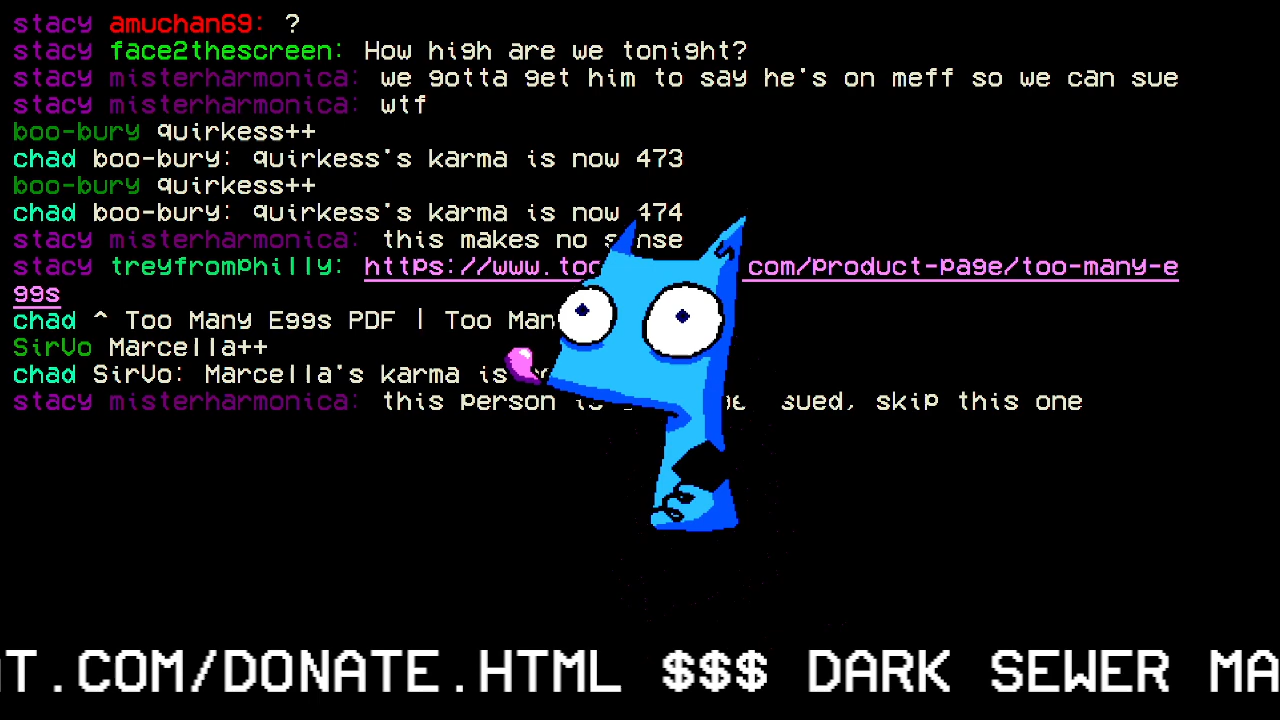 stacy amuchan69: ?
stacy face2thescreen: How high are we tonight?
stacy misterharmonica: we gotta get him to say he's on meff so we can sue
stacy misterharmonica: wtf
boo-bury quirkess++
chad boo-bury: quirkess's karma is now 473
boo-bury quirkess++
chad boo-bury: quirkess's karma is now 474
stacy misterharmonica: this makes no sense
stacy treyfromphilly: https://www.too com/product-page/too-many-e
ggs
chad ^ Too Many Eggs PDF | Too Man
SirVo Marcella++
chad SirVo: Marcella's karma is
stacy misterharmonica: this person is sued, skip this one
AT.COM/DONATE.HTML $$$ DARK SEWER MA